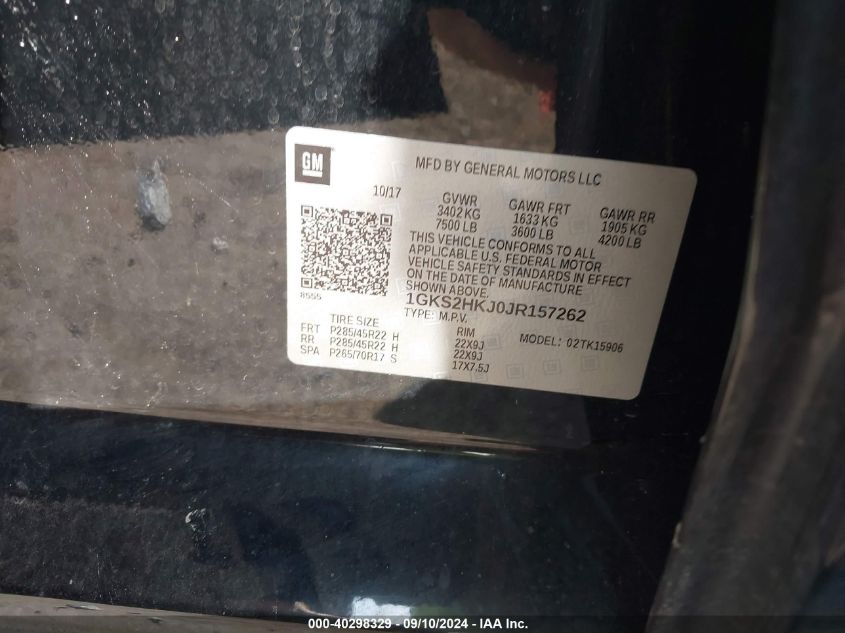 GM
MFD BY GENERAL MOTORS LLC
10/17
GVWR GAWR FRT GAWR RR
3402 KG 1633 KG 1905 KG
7500 LB 3600 LB 4200 LB
THIS VEHICLE CONFORMS TO ALL
APPLICABLE U.S. FEDERAL MOTOR
VEHICLE SAFETY STANDARDS IN EFFECT
ON THE DATE OF MANUFACTURE
SHOWN ABOVE.
8555
1GKS2HKJ0JR157262
TYPE: M.P.V.
TIRE SIZE RIM MODEL: 02TK15906
FRT P285/45R22 H 22X9J
RR P285/45R22 H 22X9J
SPA P265/70R17 S 17X7.5J
000-40298329 - 09/10/2024 - IAA Inc.